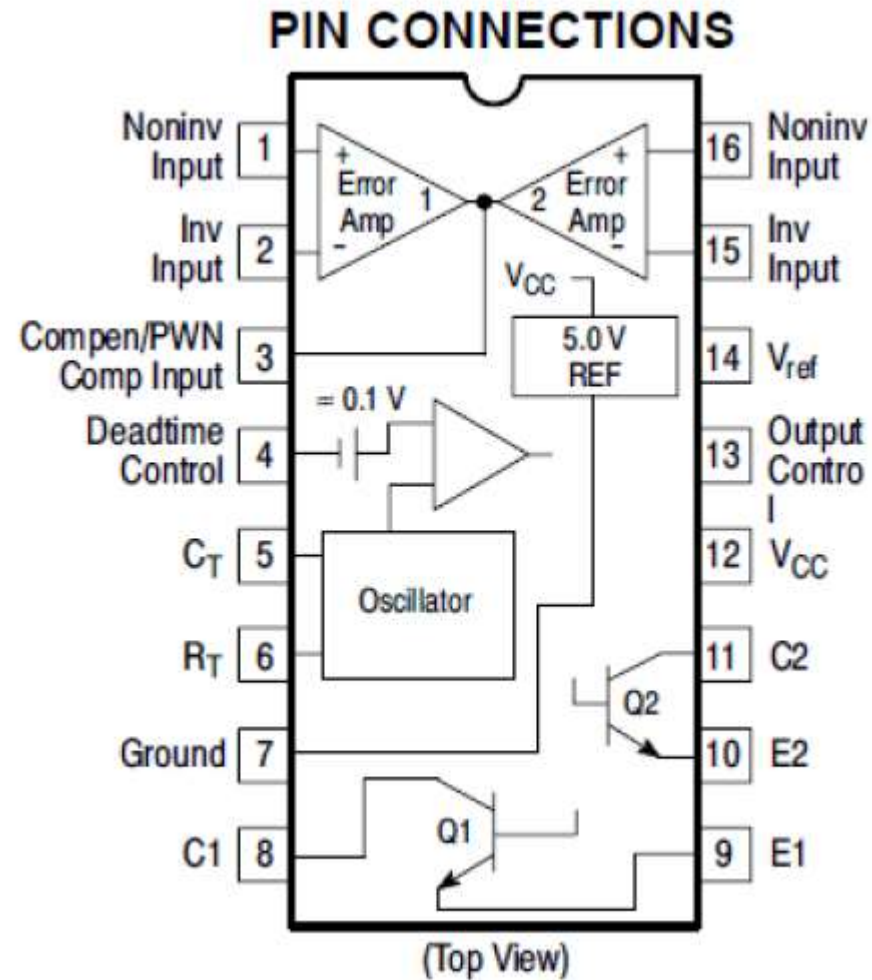 PIN CONNECTIONS
Noninv
Input
1
Inv
Input
2
Compen/PWN
Comp Input
3
Deadtime
Control
4
CT
5
RT
6
Ground
7
C1
8
+
Error
Amp
1
-
2
Error
Amp
+
-
VCC
5.0 V
REF
= 0.1 V
Oscillator
Q2
Q1
16
Noninv
Input
15
Inv
Input
14
Vref
13
Output
Contro
l
12
VCC
11
C2
10
E2
9
E1
(Top View)